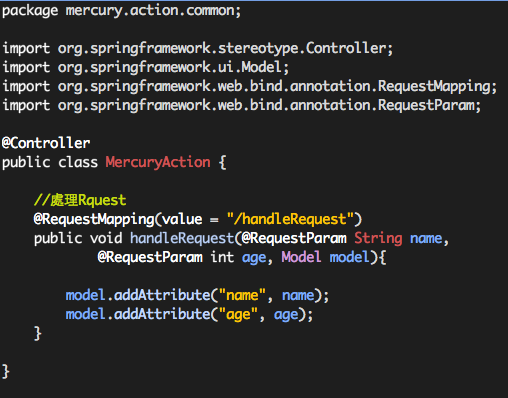 package mercury.action.common;
import org.springframework.stereotype.Controller;
import org.springframework.ui.Model;
import org.springframework.web.bind.annotation.RequestMapping;
import org.springframework.web.bind.annotation.RequestParam;
@Controller
public class MercuryAction {
//處理Rquest
@RequestMapping(value = "/handleRequest")
public void handleRequest(@RequestParam String name,
@RequestParam int age, Model model){
model.addAttribute("name", name);
model.addAttribute("age", age);
}
}